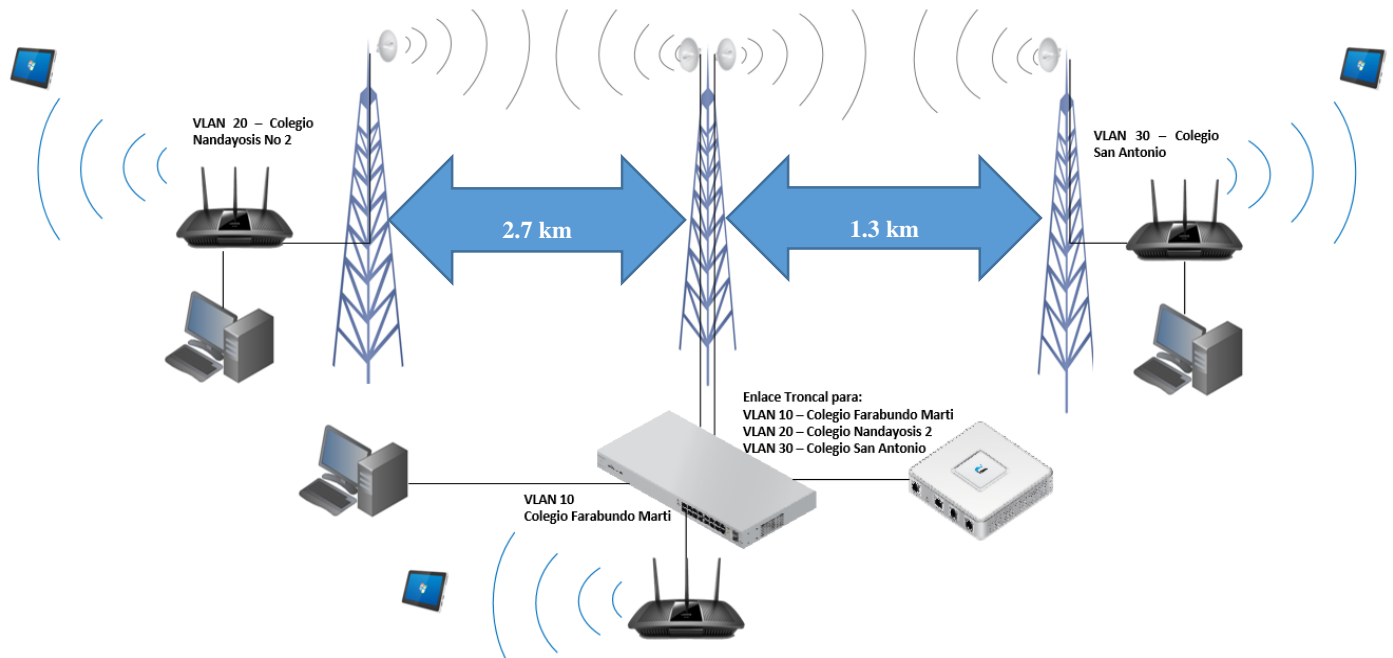 VLAN 20 – Colegio
Nandayosis No 2
VLAN 30 – Colegio
San Antonio
2.7 km
1.3 km
Enlace Troncal para:
VLAN 10 – Colegio Farabundo Marti
VLAN 20 – Colegio Nandayosis 2
VLAN 30 – Colegio San Antonio
VLAN 10
Colegio Farabundo Marti